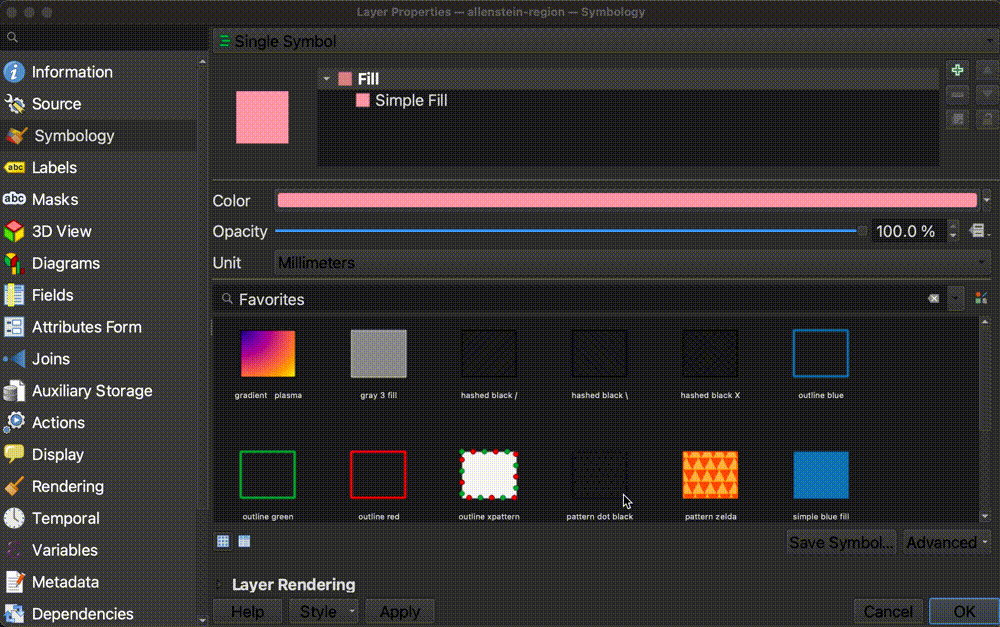 Layer Properties — allenstein-region — Symbology
Single Symbol
Information
Source
Symbology
Labels
abc
Masks
abc
3D View
Diagrams
Fields
Attributes Form
Joins
Auxiliary Storage
Actions
Display
Rendering
Temporal
Variables
Metadata
Dependencies
Fill
Simple Fill
Color
Opacity
100.0 %
Unit
Millimeters
Favorites
gradient plasma
gray 3 fill
hashed black /
hashed black \
hashed black X
outline blue
outline green
outline red
outline xpattern
pattern dot black
pattern zelda
simple blue fill
Save Symbol...
Advanced
Layer Rendering
Help
Style
Apply
Cancel
OK